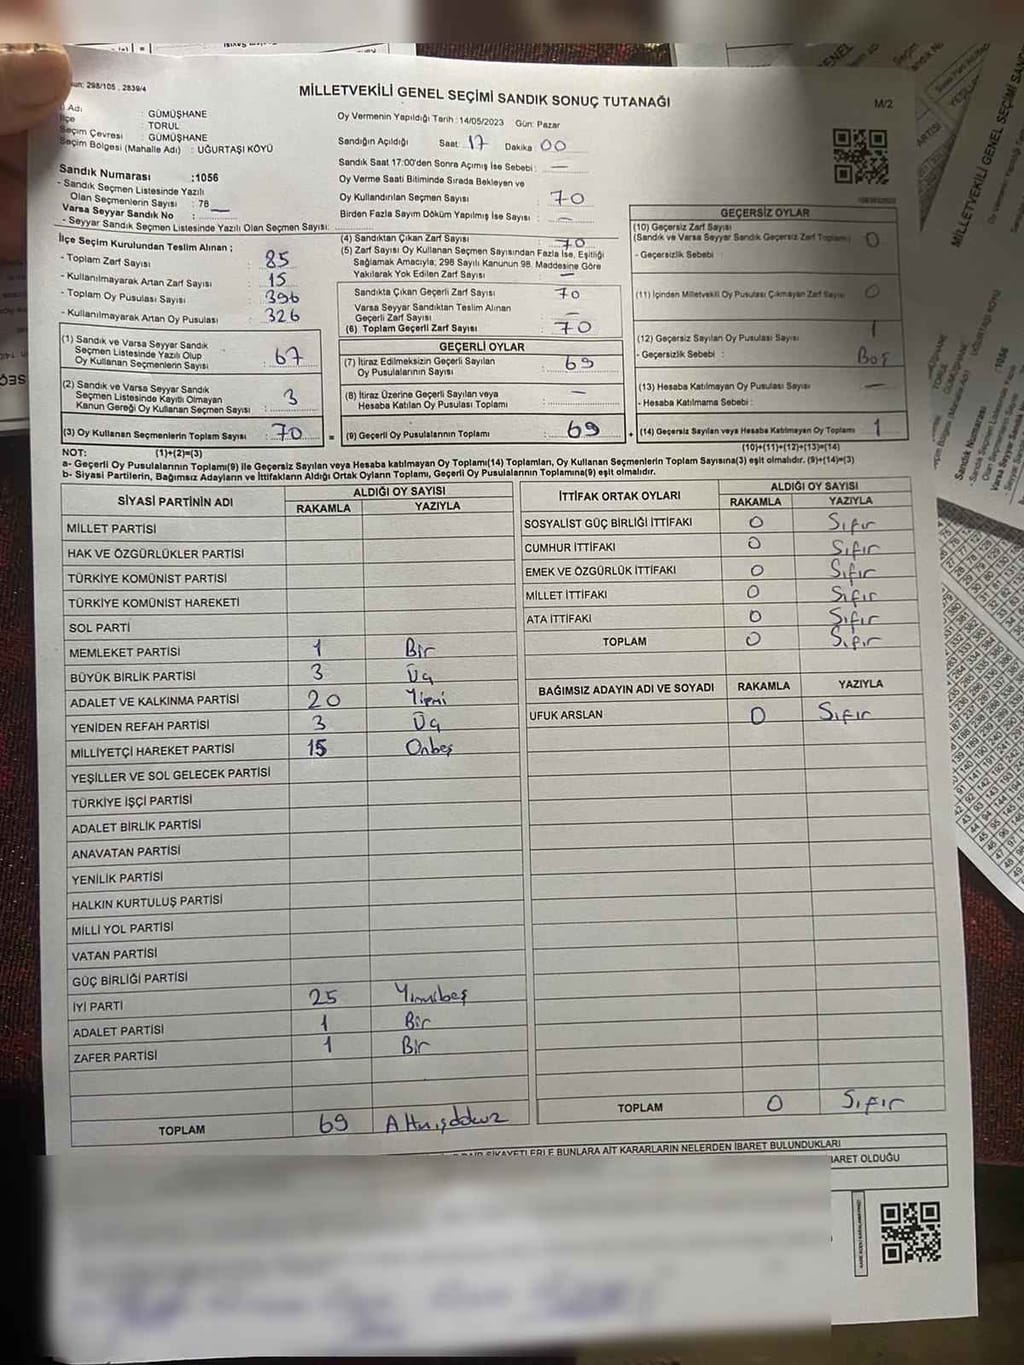 298/105 , 2839/4
MİLLETVEKİLİ GENEL SEÇİMİ SANDIK SONUÇ TUTANAĞI
M/2
İl Adı : GÜMÜŞHANE
İlçe : TORUL
Seçim Çevresi : GÜMÜŞHANE
Seçim Bölgesi (Mahalle Adı) : UĞURTAŞI KÖYÜ
Oy Vermenin Yapıldığı Tarih : 14/05/2023 Gün: Pazar
Sandığın Açıldığı Saat: 17 Dakika 00
Sandık Saat 17:00'den Sonra Açımış İse Sebebi : —
Oy Verme Saati Bitiminde Sırada Bekleyen ve
Oy Kullandırılan Seçmen Sayısı : 70
Birden Fazla Sayım Döküm Yapılmış İse Sayısı : —
Sandık Numarası :1056
- Sandık Seçmen Listesinde Yazılı
Olan Seçmenlerin Sayısı : 78
Varsa Seyyar Sandık No : —
- Seyyar Sandık Seçmen Listesinde Yazılı Olan Seçmen Sayısı:
İlçe Seçim Kurulundan Teslim Alınan ;
- Toplam Zarf Sayısı : 85
- Kullanılmayarak Artan Zarf Sayısı : 15
- Toplam Oy Pusulası Sayısı : 396
- Kullanılmayarak Artan Oy Pusulası : 326
(1) Sandık ve Varsa Seyyar Sandık
Seçmen Listesinde Yazılı Olup
Oy Kullanan Seçmenlerin Sayısı : 67
(2) Sandık ve Varsa Seyyar Sandık
Seçmen Listesinde Kayıtlı Olmayan
Kanun Gereği Oy Kullanan Seçmen Sayısı : 3
(3) Oy Kullanan Seçmenlerin Toplam Sayısı : 70
(4) Sandıktan Çıkan Zarf Sayısı : 70
(5) Zarf Sayısı Oy Kullanan Seçmen Sayısından Fazla İse, Eşitliği
Sağlamak Amacıyla; 298 Sayılı Kanunun 98. Maddesine Göre
Yakılarak Yok Edilen Zarf Sayısı : —
Sandıkta Çıkan Geçerli Zarf Sayısı : 70
Varsa Seyyar Sandıktan Teslim Alınan
Geçerli Zarf Sayısı : —
(6) Toplam Geçerli Zarf Sayısı : 70
GEÇERLİ OYLAR
(7) İtiraz Edilmeksizin Geçerli Sayılan
Oy Pusulalarının Sayısı : 69
(8) İtiraz Üzerine Geçerli Sayılan veya
Hesaba Katılan Oy Pusulası Toplamı : —
= (9) Geçerli Oy Pusulalarının Toplamı : 69
GEÇERSİZ OYLAR
(10) Geçersiz Zarf Sayısı
(Sandık ve Varsa Seyyar Sandık Geçersiz Zarf Toplamı) : 0
- Geçersizlik Sebebi :
(11) İçinden Milletvekili Oy Pusulası Çıkmayan Zarf Sayısı : 0
(12) Geçersiz Sayılan Oy Pusulası Sayısı : 1
- Geçersizlik Sebebi : Boş
(13) Hesaba Katılmayan Oy Pusulası Sayısı : —
- Hesaba Katılmama Sebebi :
+ (14) Geçersiz Sayılan veya Hesaba Katılmayan Oy Toplamı : 1
NOT: (1)+(2)=(3)
(10)+(11)+(12)+(13)=(14)
a- Geçerli Oy Pusulalarının Toplamı(9) ile Geçersiz Sayılan veya Hesaba katılmayan Oy Toplamı(14) Toplamları, Oy Kullanan Seçmenlerin Toplam Sayısına(3) eşit olmalıdır. (9)+(14)=(3)
b- Siyasi Partilerin, Bağımsız Adayların ve İttifakların Aldığı Ortak Oyların Toplamı, Geçerli Oy Pusulalarının Toplamına(9) eşit olmalıdır.
SİYASİ PARTİNİN ADI ALDIĞI OY SAYISI
RAKAMLA YAZIYLA
MİLLET PARTİSİ
HAK VE ÖZGÜRLÜKLER PARTİSİ
TÜRKİYE KOMÜNİST PARTİSİ
TÜRKİYE KOMÜNİST HAREKETİ
SOL PARTİ
MEMLEKET PARTİSİ 1 Bir
BÜYÜK BİRLİK PARTİSİ 3 Üç
ADALET VE KALKINMA PARTİSİ 20 Yirmi
YENİDEN REFAH PARTİSİ 3 Üç
MİLLİYETÇİ HAREKET PARTİSİ 15 Onbeş
YEŞİLLER VE SOL GELECEK PARTİSİ
TÜRKİYE İŞÇİ PARTİSİ
ADALET BİRLİK PARTİSİ
ANAVATAN PARTİSİ
YENİLİK PARTİSİ
HALKIN KURTULUŞ PARTİSİ
MİLLİ YOL PARTİSİ
VATAN PARTİSİ
GÜÇ BİRLİĞİ PARTİSİ
İYİ PARTİ 25 Yirmibeş
ADALET PARTİSİ 1 Bir
ZAFER PARTİSİ 1 Bir
TOPLAM 69 Altmışdokuz
İTTİFAK ORTAK OYLARI ALDIĞI OY SAYISI
RAKAMLA YAZIYLA
SOSYALİST GÜÇ BİRLİĞİ İTTİFAKI 0 Sıfır
CUMHUR İTTİFAKI 0 Sıfır
EMEK VE ÖZGÜRLÜK İTTİFAKI 0 Sıfır
MİLLET İTTİFAKI 0 Sıfır
ATA İTTİFAKI 0 Sıfır
TOPLAM 0 Sıfır
BAĞIMSIZ ADAYIN ADI VE SOYADI RAKAMLA YAZIYLA
UFUK ARSLAN 0 Sıfır
TOPLAM 0 Sıfır
ŞİKAYETLERLE BUNLARA AİT KARARLARIN NELERDEN İBARET BULUNDUKLARI
İBARET OLDUĞU